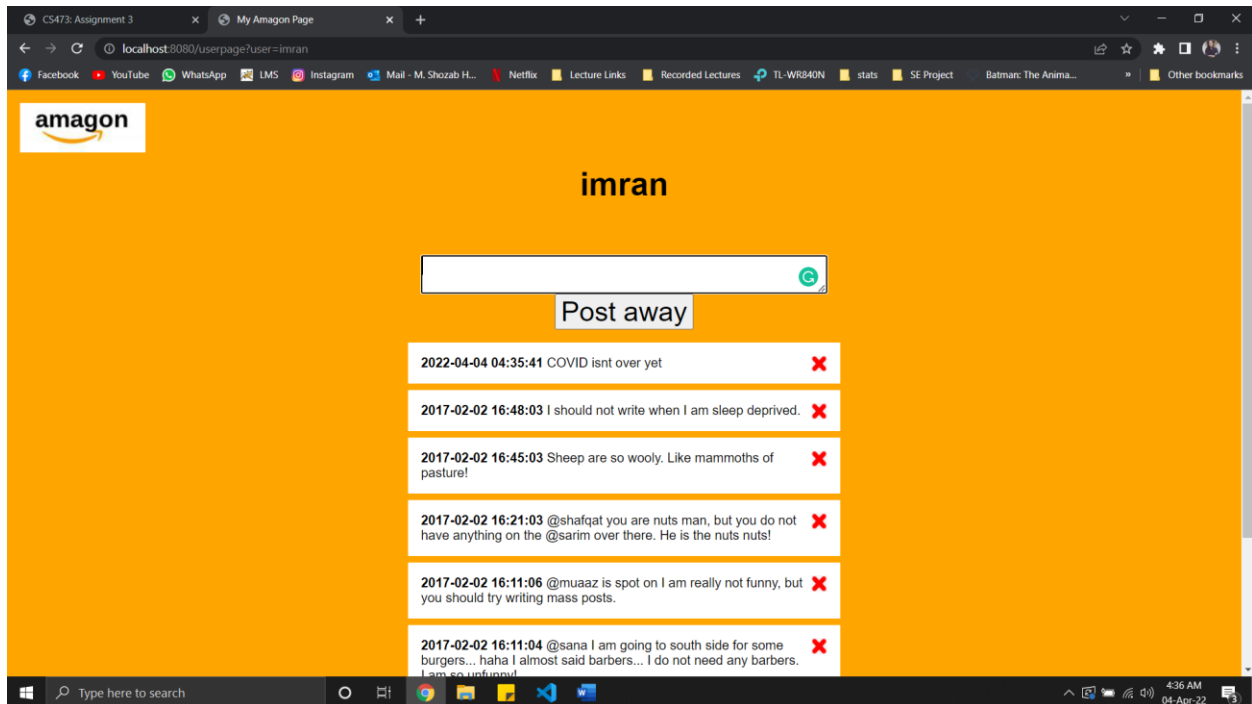 CS473: Assignment 3
My Amagon Page
localhost:8080/userpage?user=imran
Facebook YouTube WhatsApp LMS Instagram Mail - M. Shozab H... Netflix Lecture Links Recorded Lectures TL-WR840N stats SE Project Batman: The Anima... » Other bookmarks
amagon
imran
Post away
2022-04-04 04:35:41 COVID isnt over yet
2017-02-02 16:48:03 I should not write when I am sleep deprived.
2017-02-02 16:45:03 Sheep are so wooly. Like mammoths of
pasture!
2017-02-02 16:21:03 @shafqat you are nuts man, but you do not
have anything on the @sarim over there. He is the nuts nuts!
2017-02-02 16:11:06 @muaaz is spot on I am really not funny, but
you should try writing mass posts.
2017-02-02 16:11:04 @sana I am going to south side for some
burgers... haha I almost said barbers... I do not need any barbers.
I am so unfunny!
Type here to search
4:36 AM
04-Apr-22
3